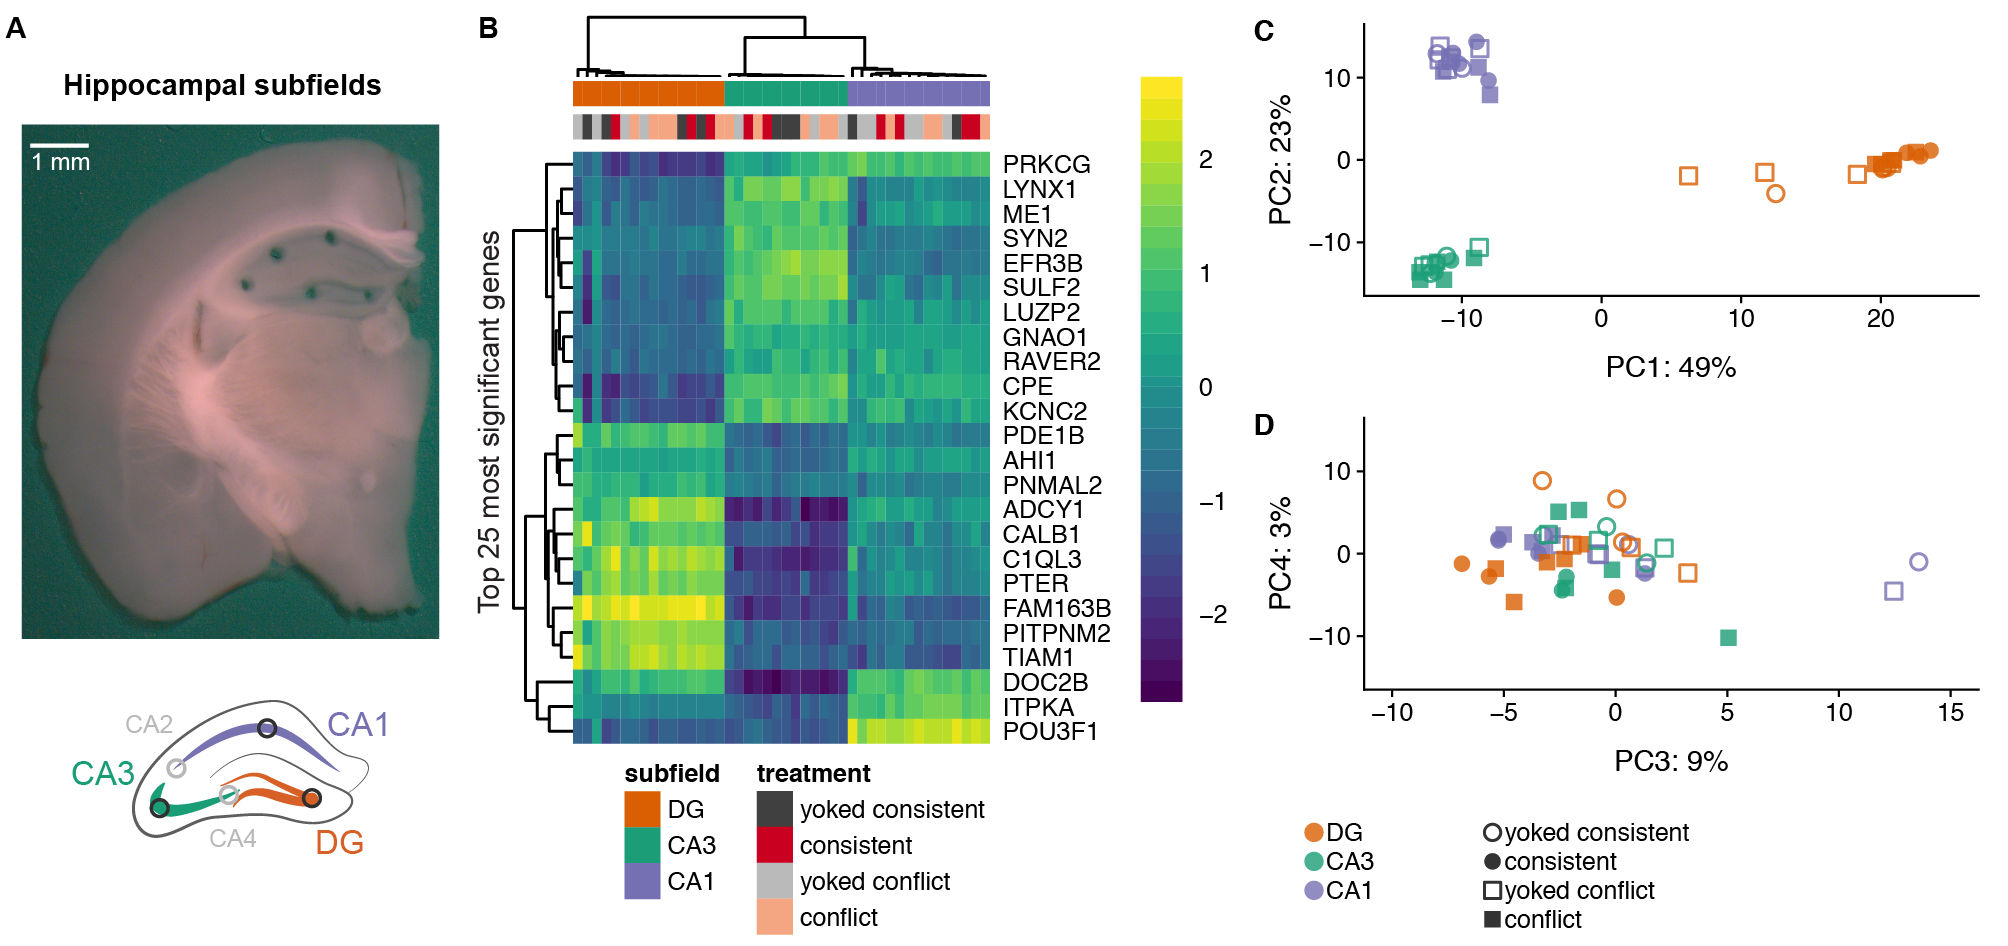 A
Hippocampal subfields
1 mm
CA2
CA1
CA3
CA4
DG
B
Top 25 most significant genes
PRKCG
LYNX1
ME1
SYN2
EFR3B
SULF2
LUZP2
GNAO1
RAVER2
CPE
KCNC2
PDE1B
AHI1
PNMAL2
ADCY1
CALB1
C1QL3
PTER
FAM163B
PITPNM2
TIAM1
DOC2B
ITPKA
POU3F1
2
1
0
−1
−2
subfield
DG
CA3
CA1
treatment
yoked consistent
consistent
yoked conflict
conflict
C
PC2: 23%
10
0
−10
−10 0 10 20
PC1: 49%
D
PC4: 3%
10
0
−10
−10 −5 0 5 10 15
PC3: 9%
DG
CA3
CA1
yoked consistent
consistent
yoked conflict
conflict